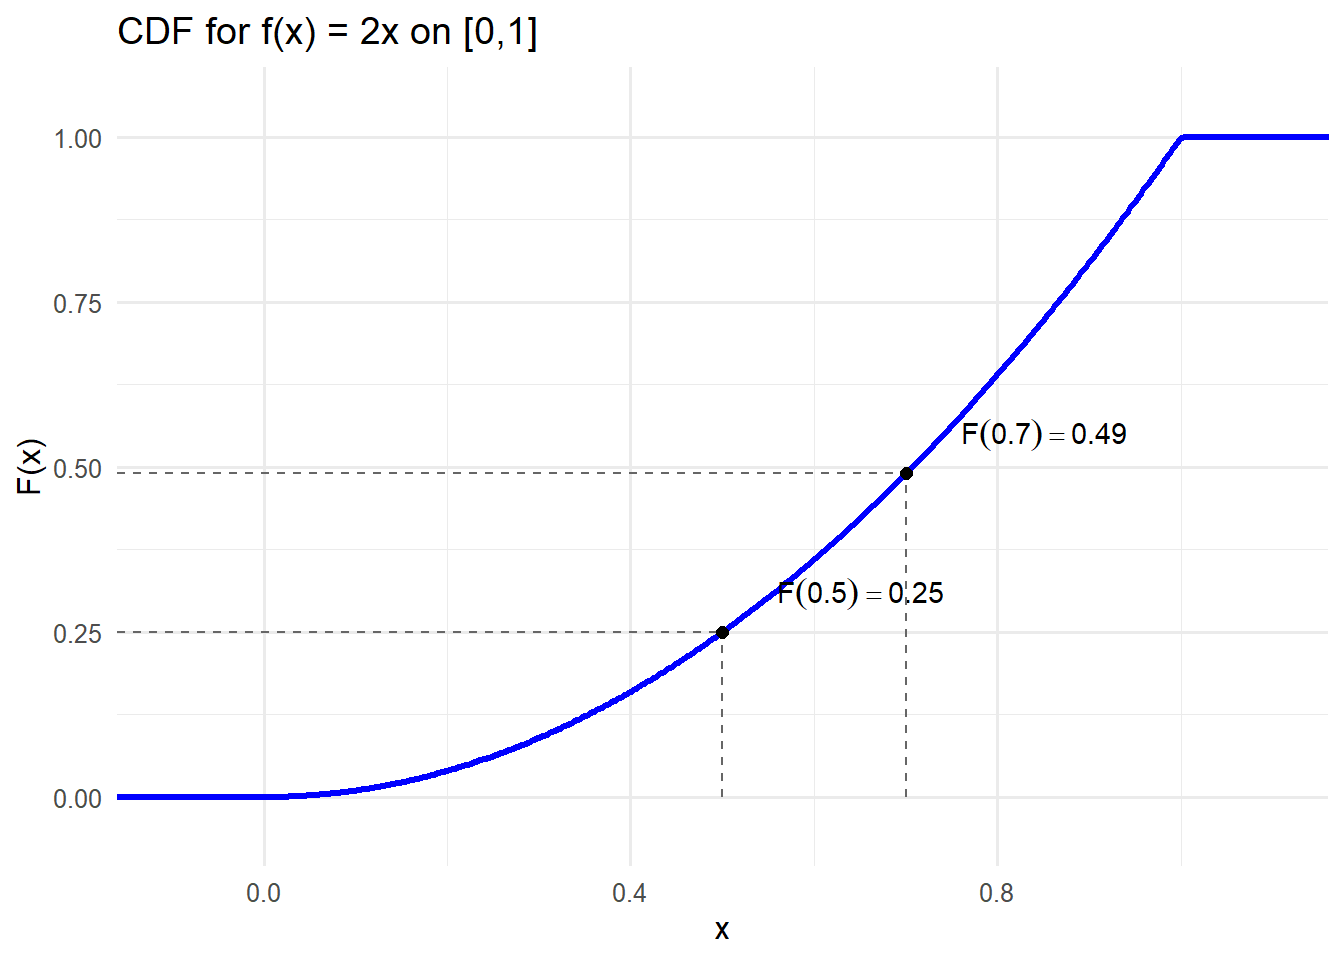 CDF for f(x) = 2x on [0,1]
1.00
0.75
F(0.7) = 0.49
0.50
F(x)
F(0.5) = 0.25
0.25
0.00
0.0 0.4 0.8
x